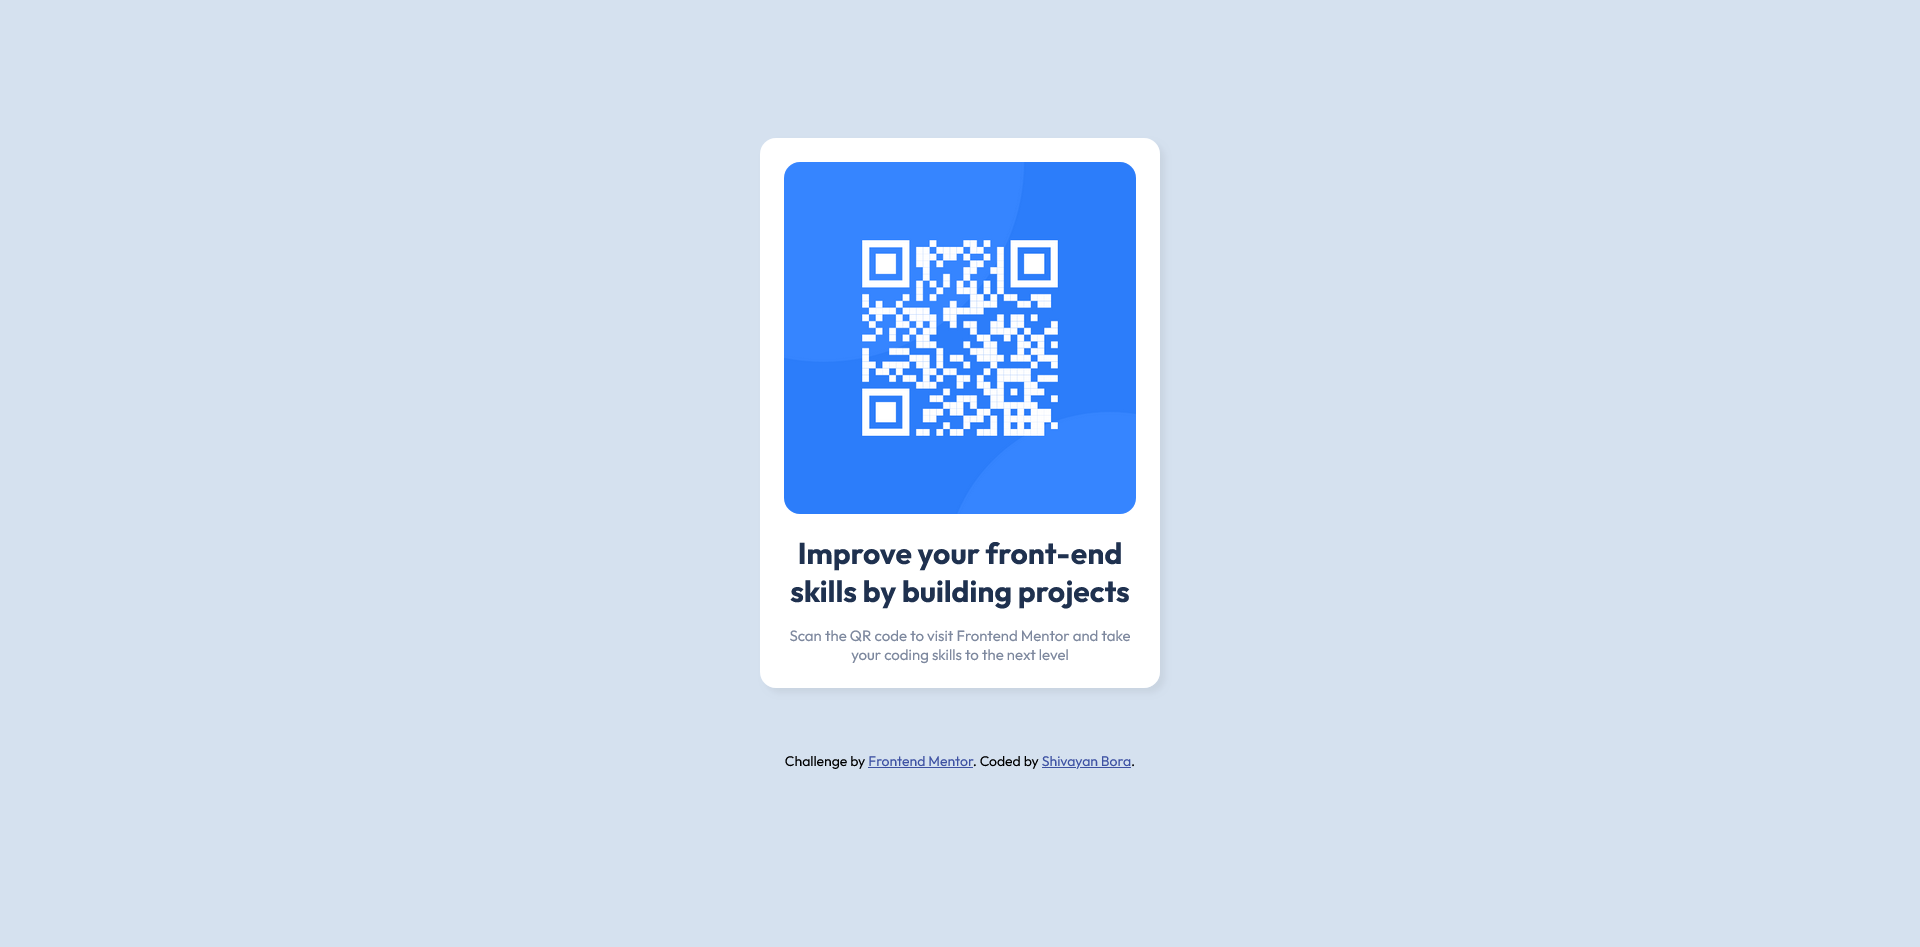 Improve your front-end
skills by building projects
Scan the QR code to visit Frontend Mentor and take
your coding skills to the next level
Challenge by Frontend Mentor. Coded by Shivayan Bora.